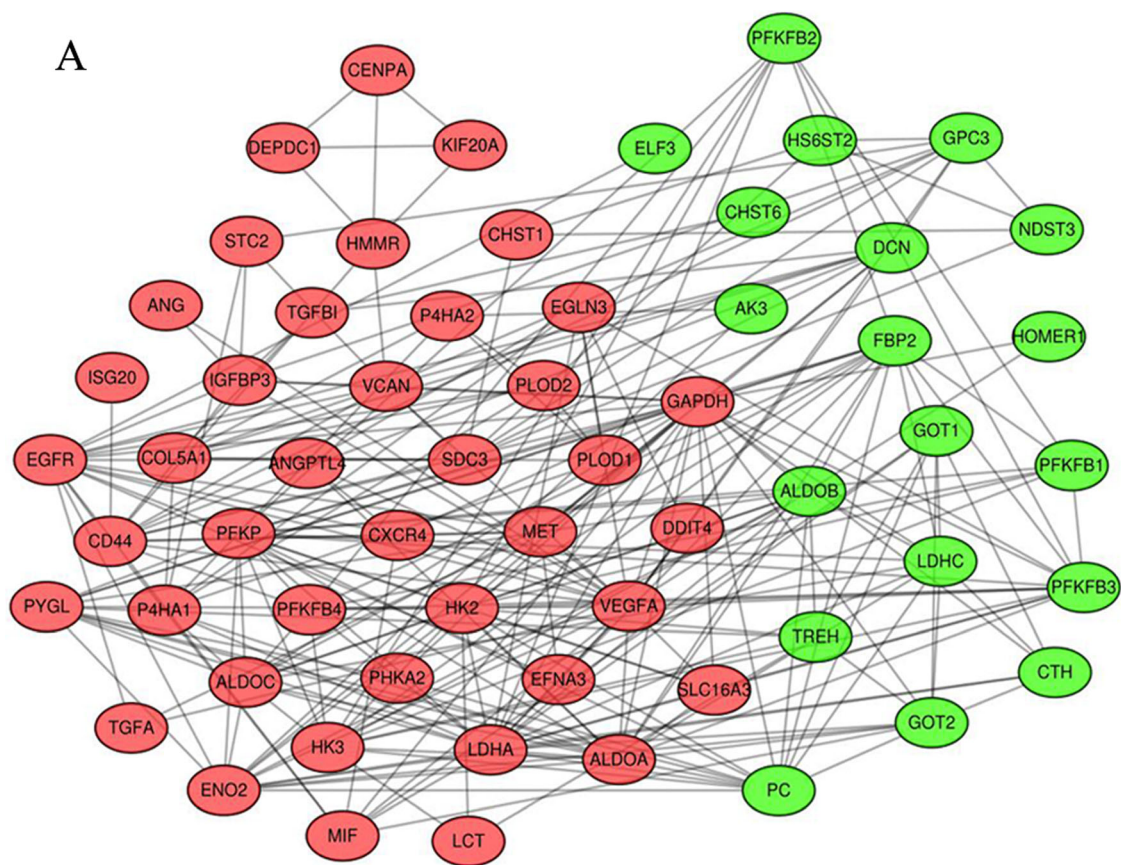 A
PFKFB2
CENPA
DEPDC1
KIF20A
ELF3
HS6ST2
GPC3
CHST6
NDST3
STC2
HMMR
CHST1
DCN
ANG
TGFBI
P4HA2
EGLN3
AK3
FBP2
HOMER1
ISG20
IGFBP3
VCAN
PLOD2
GAPDH
GOT1
EGFR
COL5A1
ANGPTL4
SDC3
PLOD1
PFKFB1
ALDOB
CD44
PFKP
CXCR4
MET
DDIT4
LDHC
PFKFB3
PYGL
P4HA1
PFKFB4
HK2
VEGFA
TREH
ALDOC
PHKA2
EFNA3
SLC16A3
CTH
TGFA
HK3
LDHA
ALDOA
GOT2
ENO2
PC
MIF
LCT